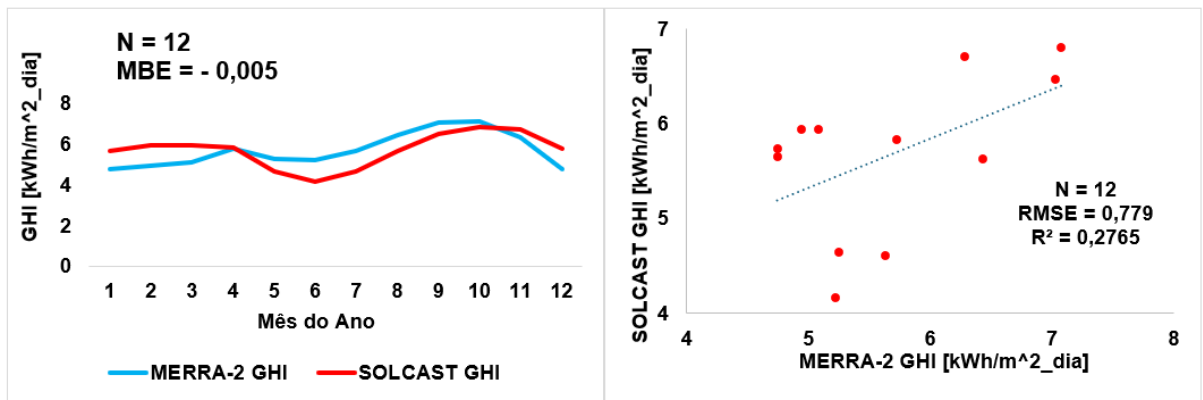 N = 12
MBE = - 0,005
GHI [kWh/m^2_dia]
8
6
4
2
0
1 2 3 4 5 6 7 8 9 10 11 12
Mês do Ano
MERRA-2 GHI SOLCAST GHI
SOLCAST GHI [kWh/m^2_dia]
7
6
5
4
N = 12
RMSE = 0,779
R² = 0,2765
4 5 6 7 8
MERRA-2 GHI [kWh/m^2_dia]